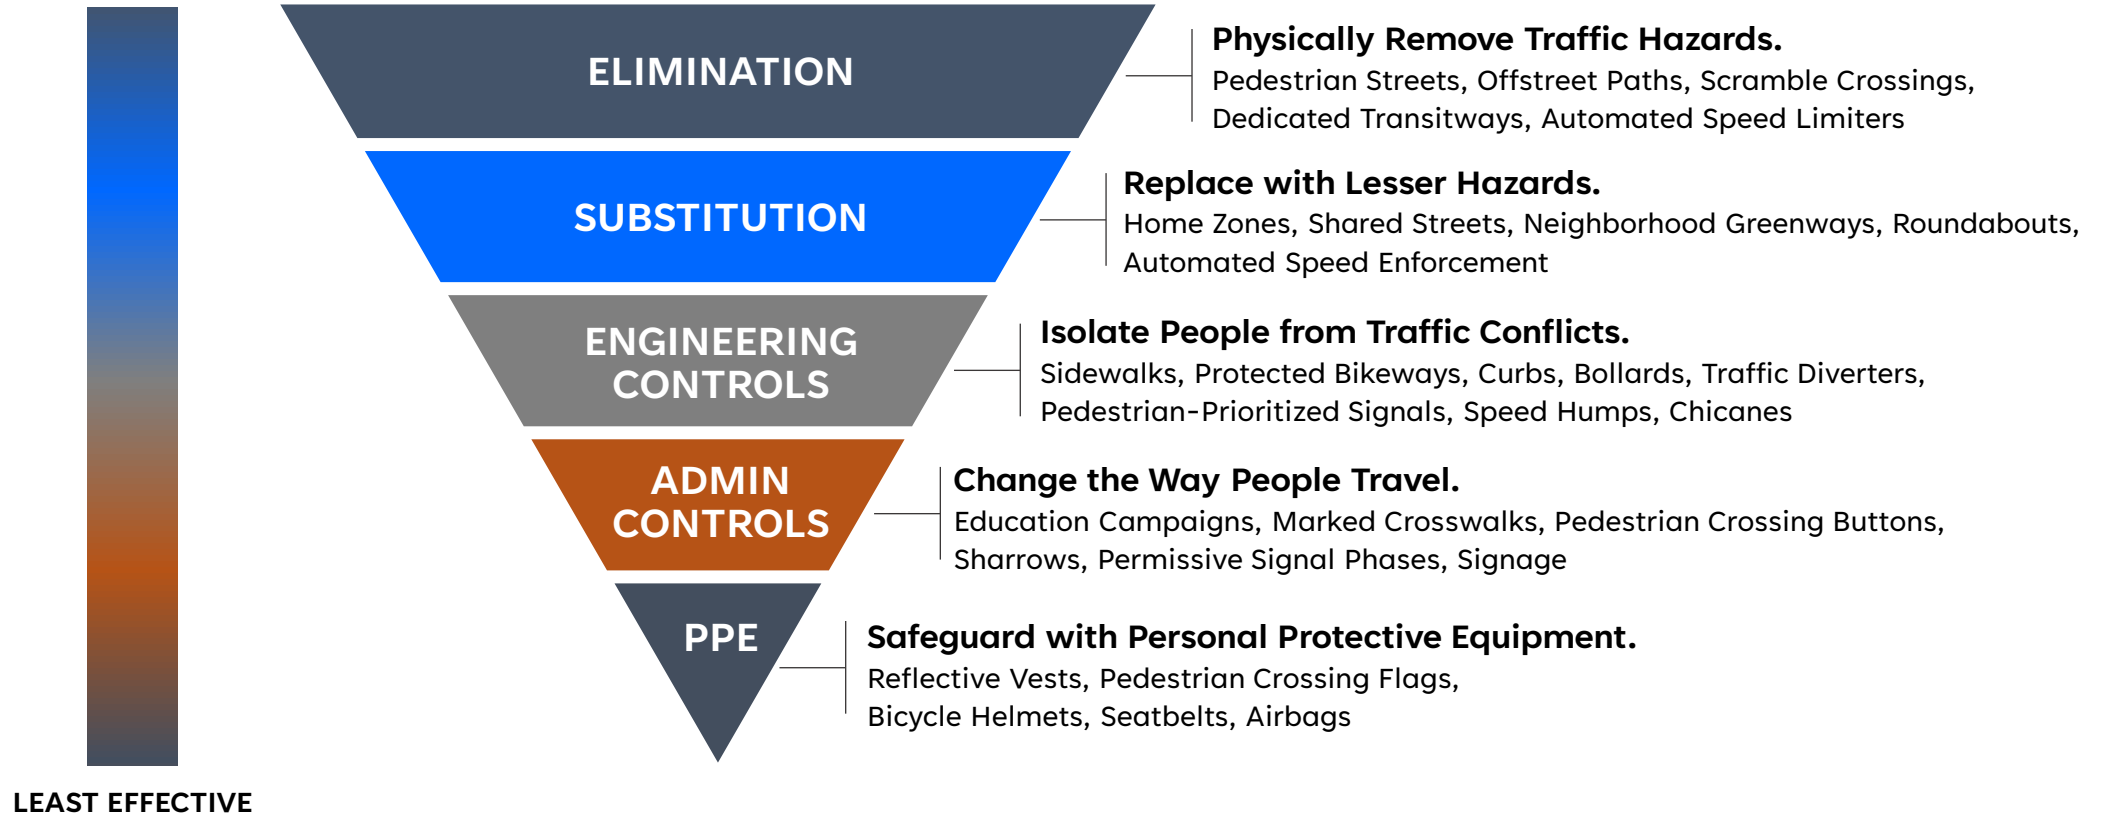 ELIMINATION
Physically Remove Traffic Hazards.
Pedestrian Streets, Offstreet Paths, Scramble Crossings,
Dedicated Transitways, Automated Speed Limiters
SUBSTITUTION
Replace with Lesser Hazards.
Home Zones, Shared Streets, Neighborhood Greenways, Roundabouts,
Automated Speed Enforcement
ENGINEERING
CONTROLS
Isolate People from Traffic Conflicts.
Sidewalks, Protected Bikeways, Curbs, Bollards, Traffic Diverters,
Pedestrian-Prioritized Signals, Speed Humps, Chicanes
ADMIN
CONTROLS
Change the Way People Travel.
Education Campaigns, Marked Crosswalks, Pedestrian Crossing Buttons,
Sharrows, Permissive Signal Phases, Signage
PPE
Safeguard with Personal Protective Equipment.
Reflective Vests, Pedestrian Crossing Flags,
Bicycle Helmets, Seatbelts, Airbags
LEAST EFFECTIVE